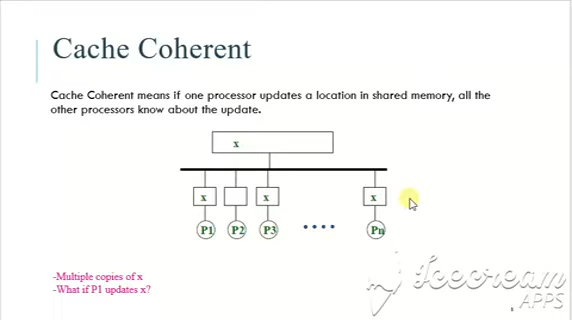 Cache Coherent
Cache Coherent means if one processor updates a location in shared memory, all the
other processors know about the update.
x
x x x
P1 P2 P3 Pn
-Multiple copies of x
-What if P1 updates x?
Icecream
APPS